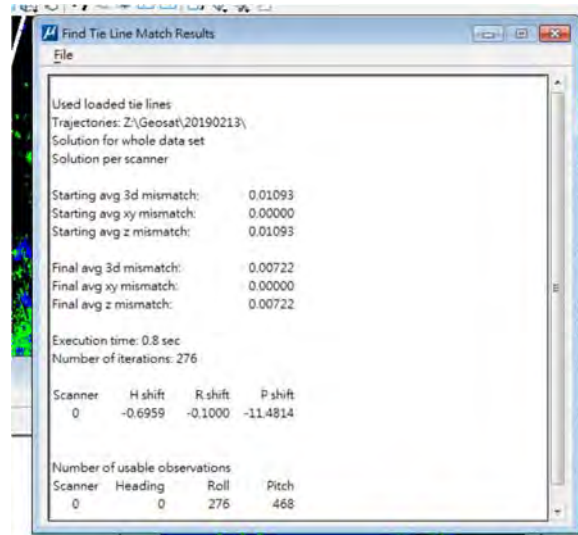 Find Tie Line Match Results
File
Used loaded tie lines
Trajectories: Z:\Geosat\20190213\
Solution for whole data set
Solution per scanner
Starting avg 3d mismatch: 0.01093
Starting avg xy mismatch: 0.00000
Starting avg z mismatch: 0.01093
Final avg 3d mismatch: 0.00722
Final avg xy mismatch: 0.00000
Final avg z mismatch: 0.00722
Execution time: 0.8 sec
Number of iterations: 276
Scanner H shift R shift P shift
0 -0.6959 -0.1000 -11.4814
Number of usable observations
Scanner Heading Roll Pitch
0 0 276 468